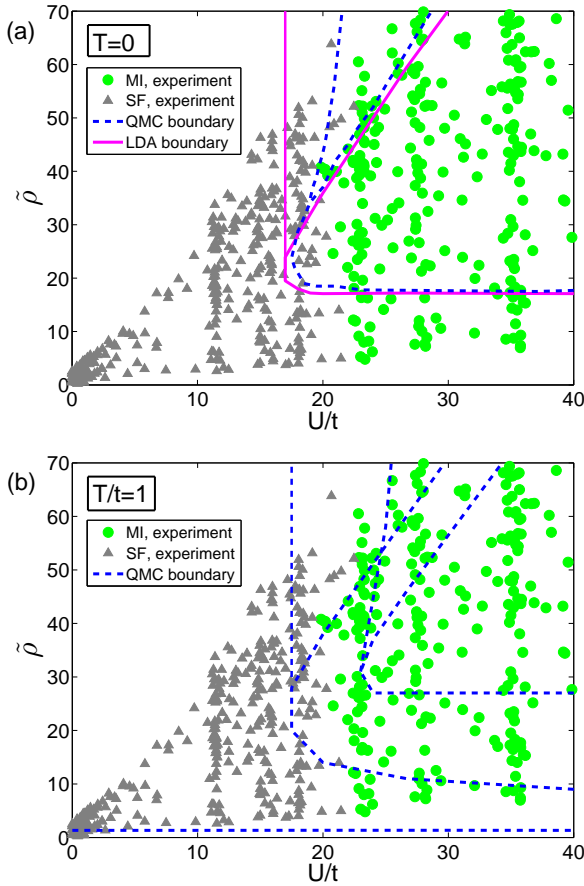 (a)
T=0
MI, experiment
SF, experiment
QMC boundary
LDA boundary
70
60
50
40
30
20
10
0
ρ̃
0
10
20
30
40
U/t
(b)
T/t=1
MI, experiment
SF, experiment
QMC boundary
70
60
50
40
30
20
10
0
ρ̃
0
10
20
30
40
U/t